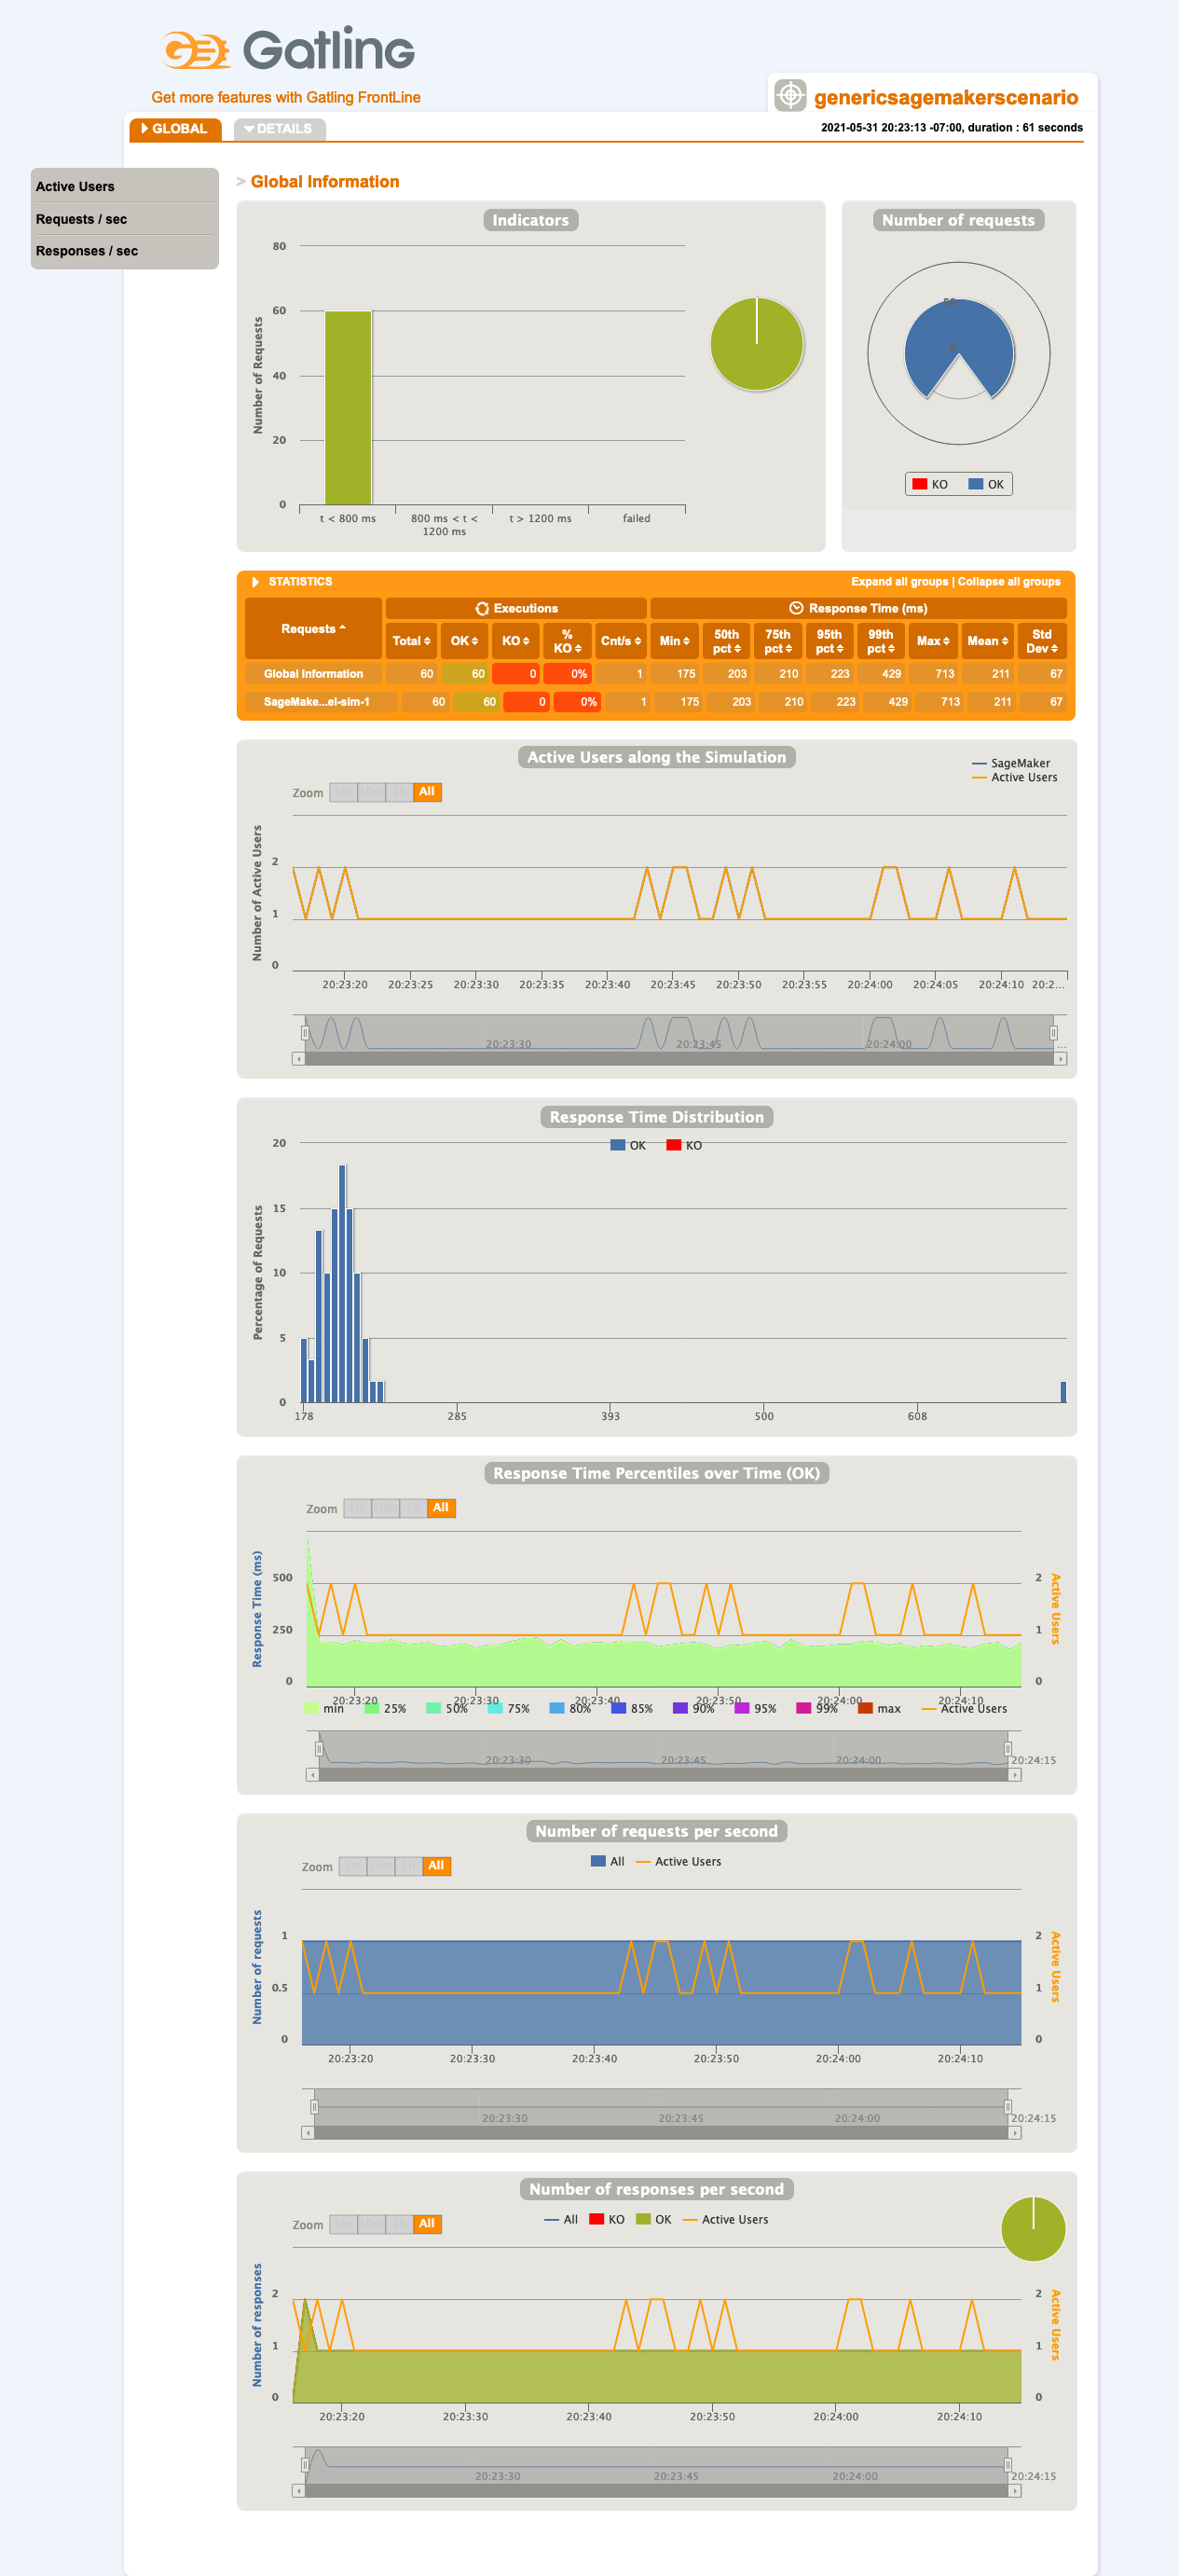 Gatling
Get more features with Gatling FrontLine
genericsagemakerscenario
GLOBAL
DETAILS
2021-05-31 20:23:13 -07:00, duration : 61 seconds
Active Users
Requests / sec
Responses / sec
> Global Information
Indicators
Number of Requests
80
60
40
20
0
t < 800 ms
800 ms < t <
1200 ms
t > 1200 ms
failed
Number of requests
50
0
KO
OK
STATISTICS
Expand all groups | Collapse all groups
Requests
Executions
Response Time (ms)
Total OK KO % KO Cnt/s Min 50th pct 75th pct 95th pct 99th pct Max Mean Std Dev
Global Information 60 60 0 0% 1 175 203 210 223 429 713 211 67
SageMake...el-sim-1 60 60 0 0% 1 175 203 210 223 429 713 211 67
Active Users along the Simulation
SageMaker
Active Users
Zoom 1m 10m 1h All
Number of Active Users
2
1
0
20:23:20 20:23:25 20:23:30 20:23:35 20:23:40 20:23:45 20:23:50 20:23:55 20:24:00 20:24:05 20:24:10 20:2...
20:23:30 20:23:45 20:24:00 ...
Response Time Distribution
OK KO
Percentage of Requests
20
15
10
5
0
178 285 393 500 608
Response Time Percentiles over Time (OK)
Zoom 1m 10m 1h All
Response Time (ms)
Active Users
500 2
250 1
0 0
20:23:20 20:23:30 20:23:40 20:23:50 20:24:00 20:24:10
min 25% 50% 75% 80% 85% 90% 95% 99% max Active Users
20:23:30 20:23:45 20:24:00 20:24:15
Number of requests per second
Zoom 1m 10m 1h All
All Active Users
Number of requests
Active Users
1 2
0.5 1
0 0
20:23:20 20:23:30 20:23:40 20:23:50 20:24:00 20:24:10
20:23:30 20:23:45 20:24:00 20:24:15
Number of responses per second
Zoom 1m 10m 1h All
All KO OK Active Users
Number of responses
Active Users
2 2
1 1
0 0
20:23:20 20:23:30 20:23:40 20:23:50 20:24:00 20:24:10
20:23:30 20:23:45 20:24:00 20:24:15